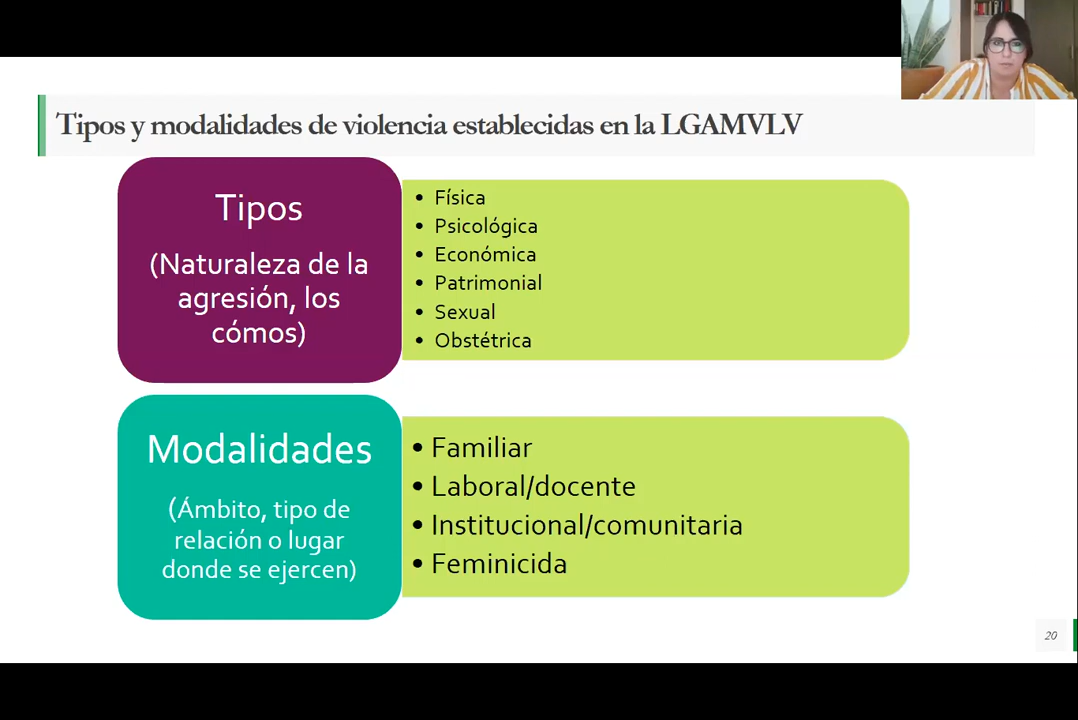 Tipos y modalidades de violencia establecidas en la LGAMVLV
Tipos
(Naturaleza de la
agresión, los
cómos)
• Física
• Psicológica
• Económica
• Patrimonial
• Sexual
• Obstétrica
Modalidades
(Ámbito, tipo de
relación o lugar
donde se ejercen)
• Familiar
• Laboral/docente
• Institucional/comunitaria
• Feminicida
20